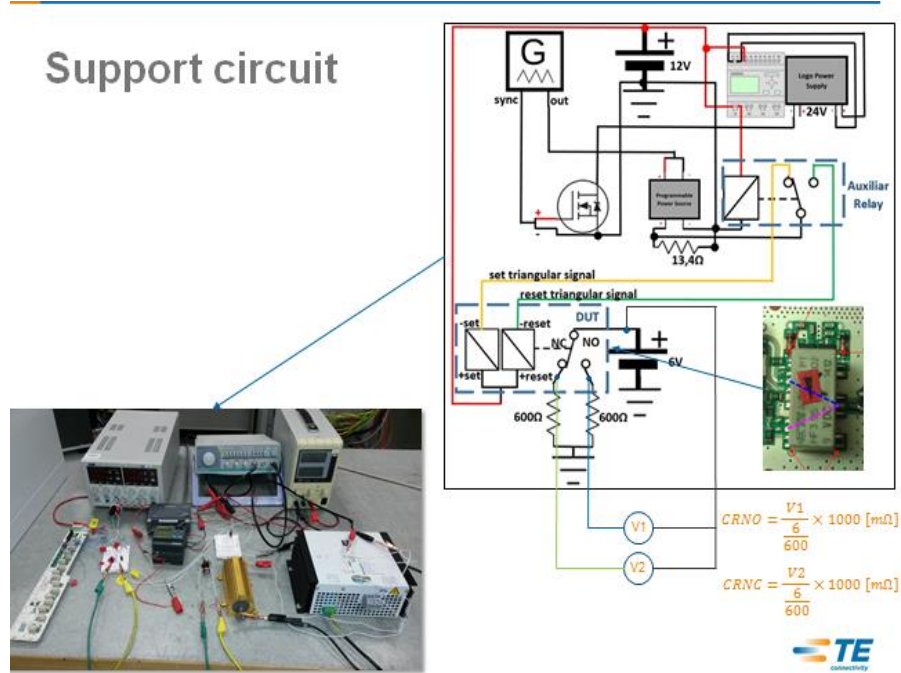 Support circuit
G
sync
out
12V
Logo Power
Supply
24V
Programmable
Power Source
Auxiliar
Relay
13,4Ω
set triangular signal
reset triangular signal
DUT
-set
-reset
NC
NO
+set
+reset
6V
600Ω
600Ω
V1
V2
CRNO = V1 / (6 / 600) × 1000 [mΩ]
CRNC = V2 / (6 / 600) × 1000 [mΩ]
TE
connectivity